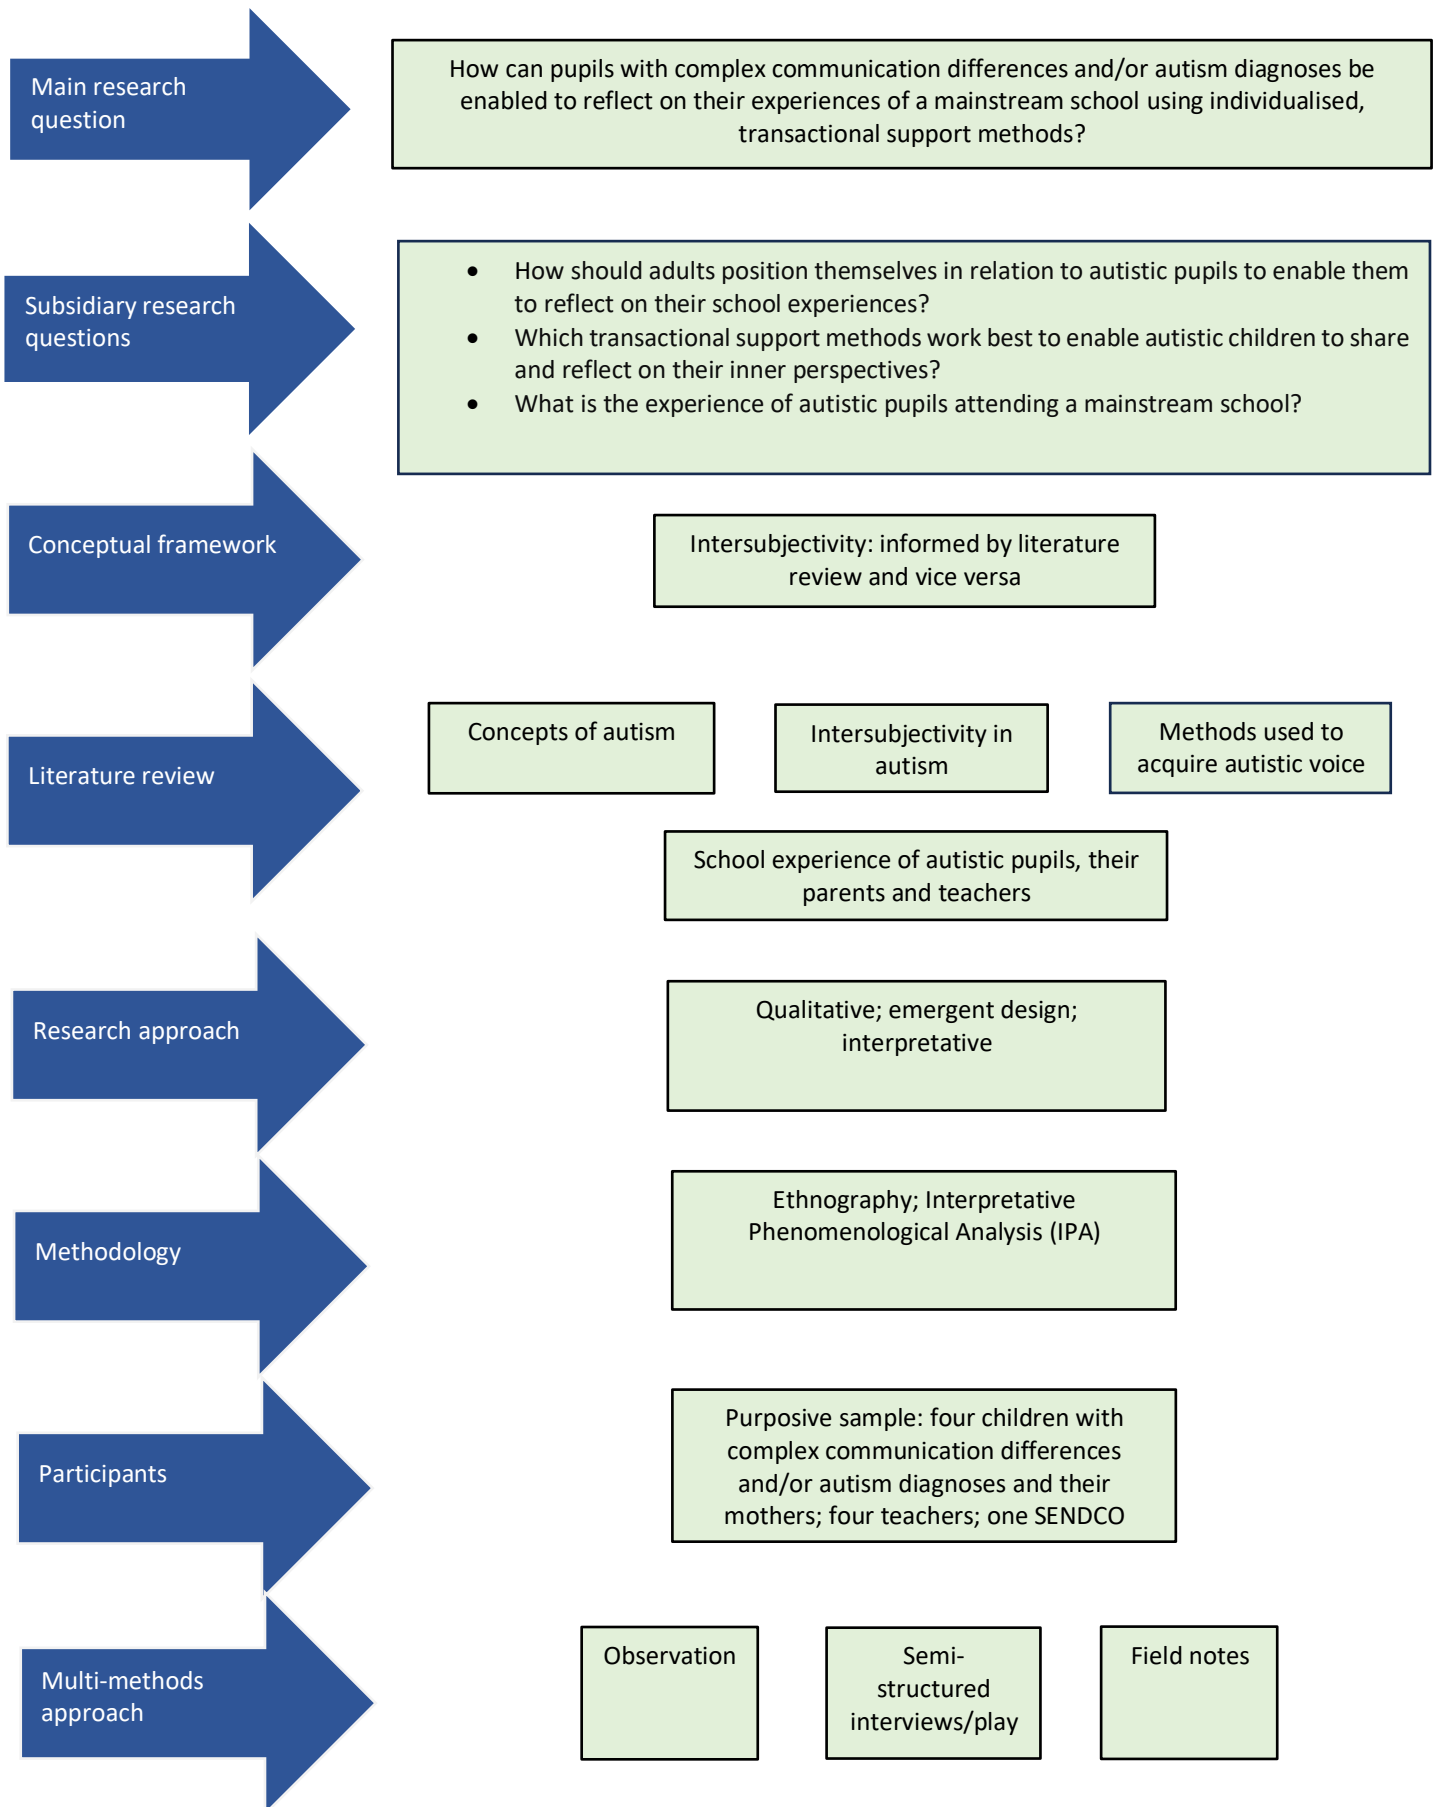 Main research
question
How can pupils with complex communication differences and/or autism diagnoses be
enabled to reflect on their experiences of a mainstream school using individualised,
transactional support methods?
Subsidiary research
questions
• How should adults position themselves in relation to autistic pupils to enable them
to reflect on their school experiences?
• Which transactional support methods work best to enable autistic children to share
and reflect on their inner perspectives?
• What is the experience of autistic pupils attending a mainstream school?
Conceptual framework
Intersubjectivity: informed by literature
review and vice versa
Literature review
Concepts of autism
Intersubjectivity in
autism
Methods used to
acquire autistic voice
School experience of autistic pupils, their
parents and teachers
Research approach
Qualitative; emergent design;
interpretative
Methodology
Ethnography; Interpretative
Phenomenological Analysis (IPA)
Participants
Purposive sample: four children with
complex communication differences
and/or autism diagnoses and their
mothers; four teachers; one SENDCO
Multi-methods
approach
Observation
Semi-
structured
interviews/play
Field notes